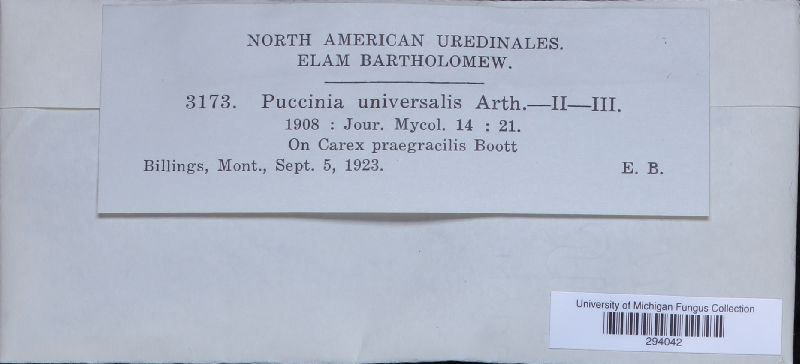 NORTH AMERICAN UREDINALES.
ELAM BARTHOLOMEW.
3173. Puccinia universalis Arth.—II—III.
1908 : Jour. Mycol. 14 : 21.
On Carex praegracilis Boott
Billings, Mont., Sept. 5, 1923. E. B.
University of Michigan Fungus Collection
294042